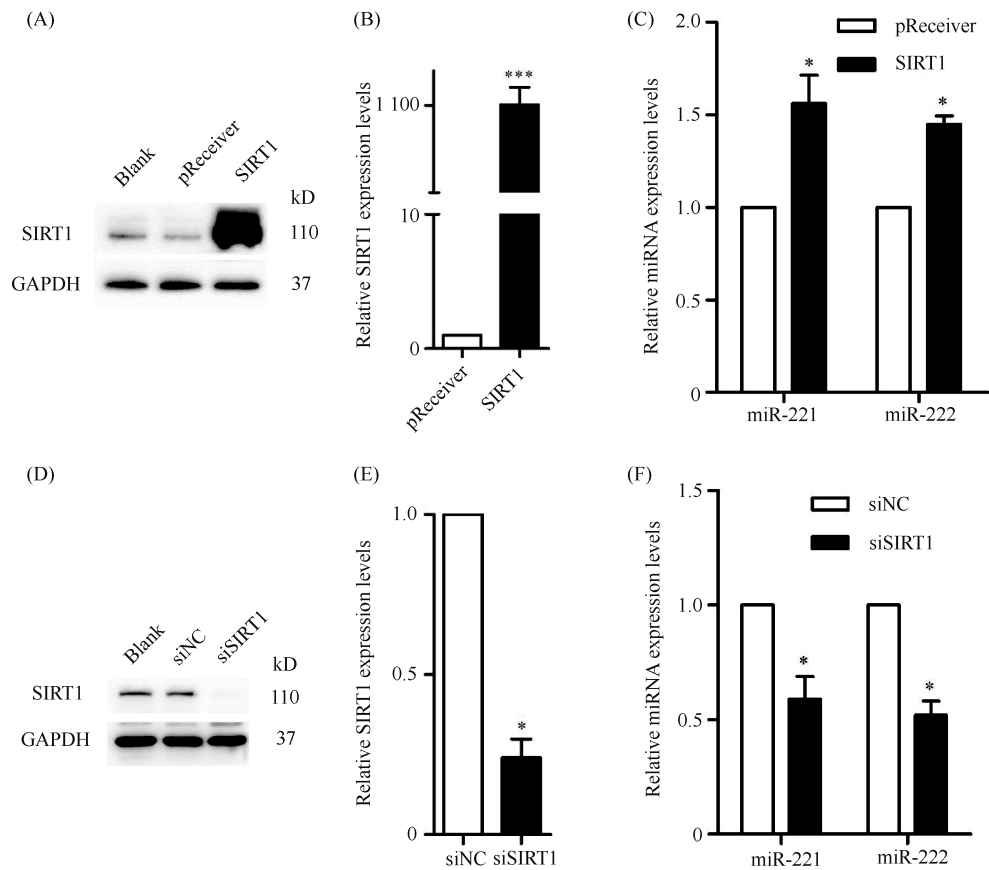 (A)
Blank
pReceiver
SIRT1
kD
SIRT1
110
GAPDH
37
(B)
Relative SIRT1 expression levels
1 100
***
10
0
pReceiver
SIRT1
(C)
Relative miRNA expression levels
2.0
1.5
1.0
0.5
0
pReceiver
SIRT1
*
*
miR-221
miR-222
(D)
Blank
siNC
siSIRT1
kD
SIRT1
110
GAPDH
37
(E)
Relative SIRT1 expression levels
1.0
0.5
0
*
siNC
siSIRT1
(F)
Relative miRNA expression levels
1.5
1.0
0.5
0
siNC
siSIRT1
*
*
miR-221
miR-222